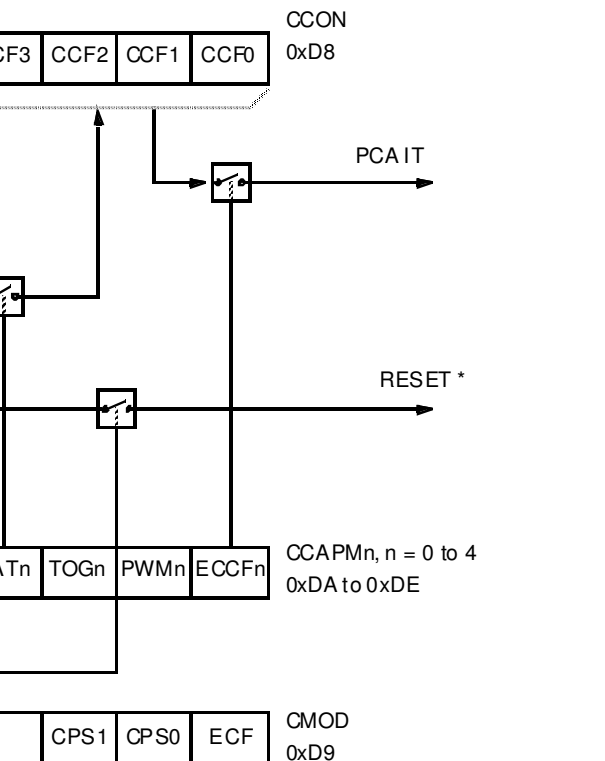 CCON
CF3 CCF2 CCF1 CCF0
0xD8
PCA IT
RESET *
CCAPMn, n = 0 to 4
ATn TOGn PWMn ECCFn
0xDA to 0xDE
CMOD
CPS1 CPS0 ECF
0xD9